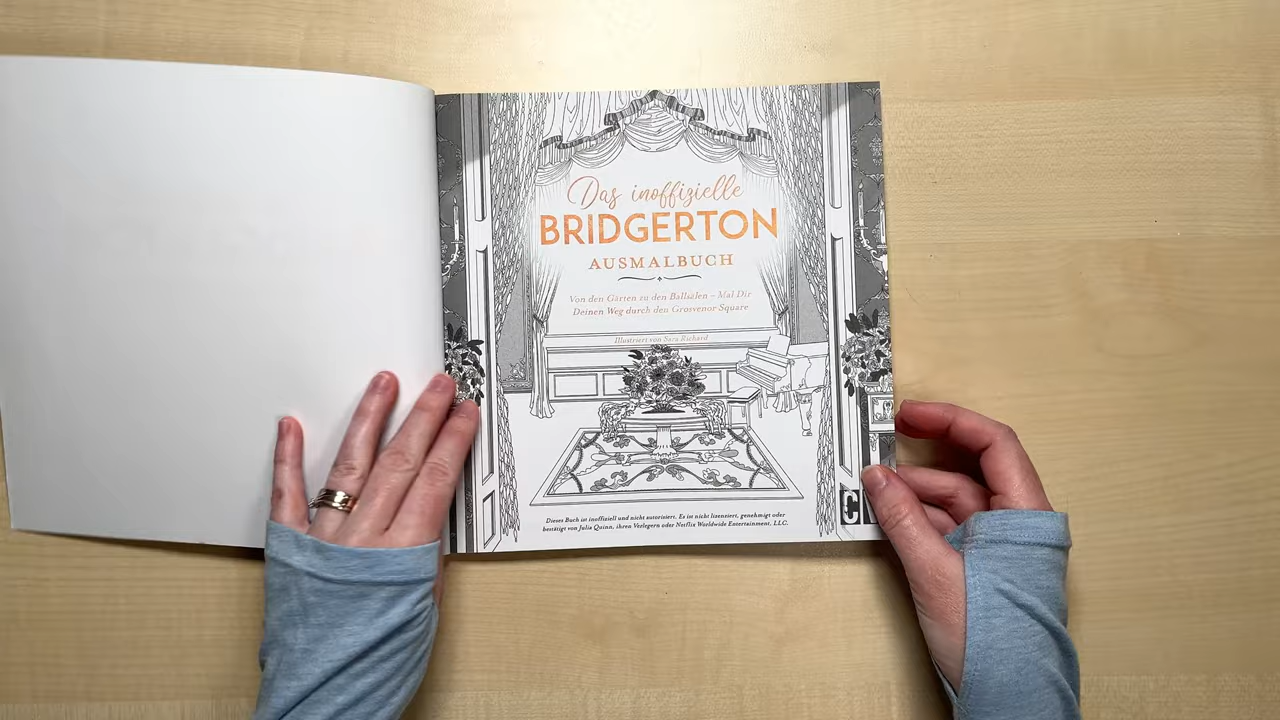 Das inoffizielle
BRIDGERTON
AUSMALBUCH
Von den Gärten zu den Ballsälen – Mal Dir
Deinen Weg durch den Grosvenor Square
Illustriert von Sara Richard
Dieses Buch ist inoffiziell und nicht autorisiert. Es ist nicht lizenziert, genehmigt oder
bestätigt von Julia Quinn, ihren Verlegern oder Netflix Worldwide Entertainment, LLC.